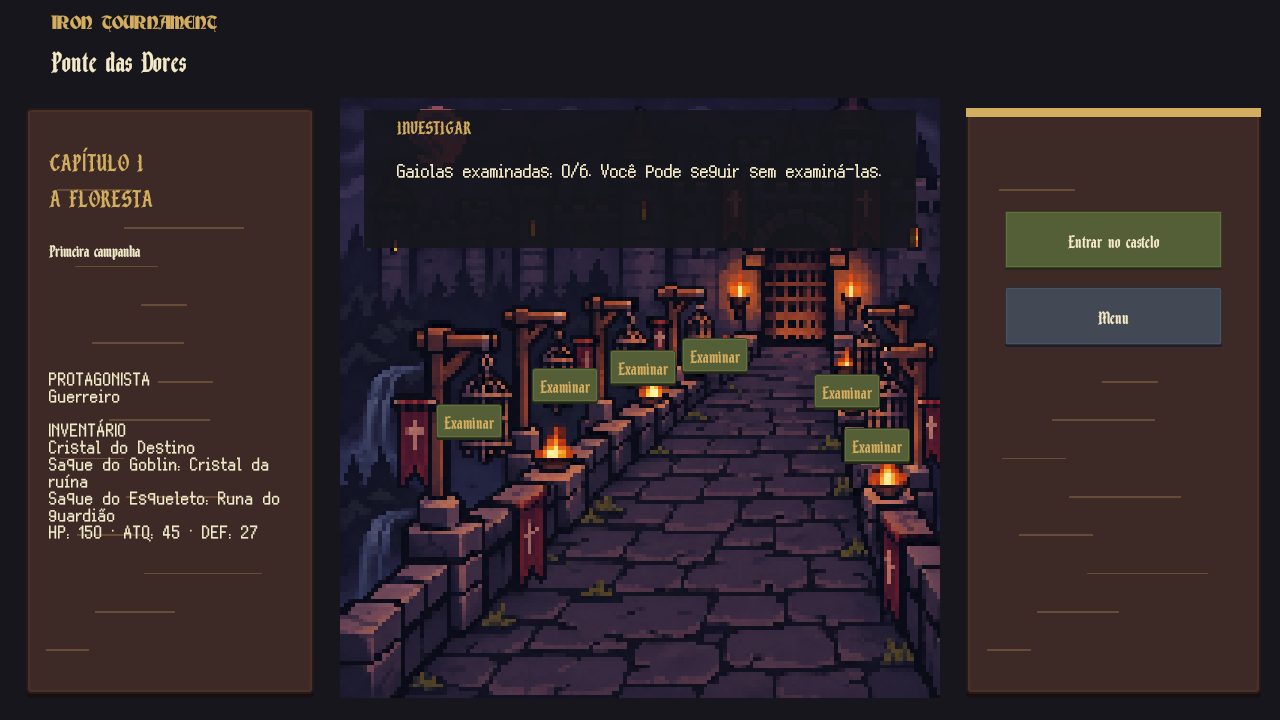 IRON TOURNAMENT
Ponte das Dores
CAPÍTULO I
A FLORESTA
Primeira campanha
PROTAGONISTA
Guerreiro
INVENTÁRIO
Cristal do Destino
Saque do Goblin: Cristal da
ruína
Saque do Esqueleto: Runa do
guardião
HP: 150 · ATQ: 45 · DEF: 27
INVESTIGAR
Gaiolas examinadas: 0/6. Você pode seguir sem examiná-las.
Examinar
Examinar
Examinar
Examinar
Examinar
Examinar
Entrar no castelo
Menu